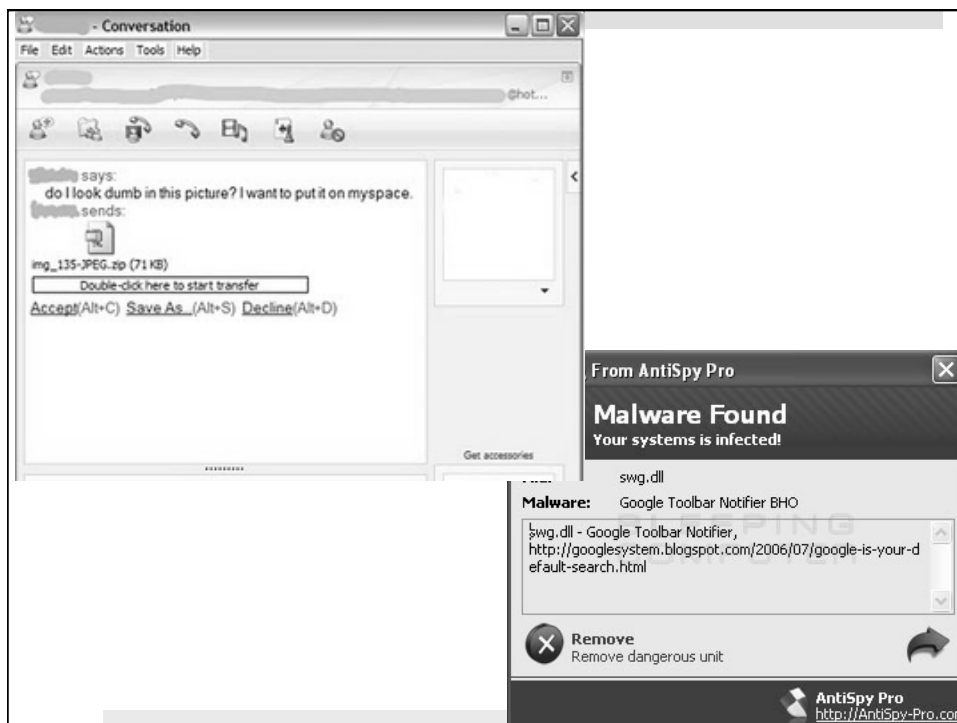 - Conversation
File Edit Actions Tools Help
@hot...
says:
do I look dumb in this picture? I want to put it on myspace.
sends:
img_135-JPEG.zip (71 KB)
Double-click here to start transfer
Accept(Alt+C) Save As...(Alt+S) Decline(Alt+D)
Get accessories
From AntiSpy Pro
Malware Found
Your systems is infected!
swg.dll
Malware: Google Toolbar Notifier BHO
swg.dll - Google Toolbar Notifier,
http://googlesystem.blogspot.com/2006/07/google-is-your-d
efault-search.html
BLEEPING
COMPUTER
Remove
Remove dangerous unit
AntiSpy Pro
http://AntiSpy-Pro.com